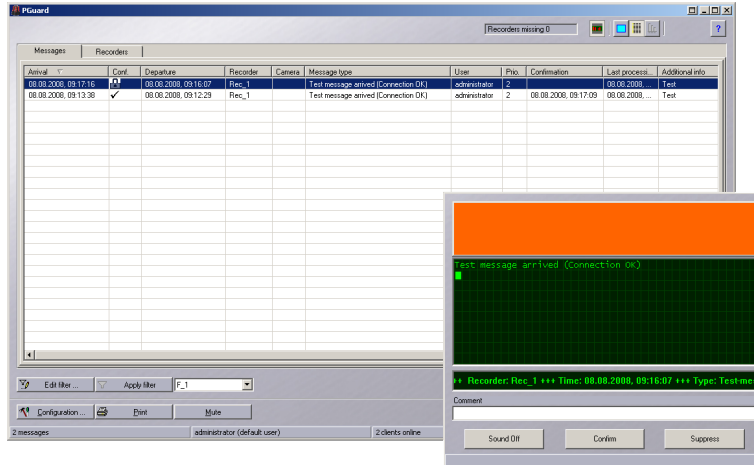 PGuard
Recorders missing 0
?
Messages Recorders
Arrival Conf. Departure Recorder Camera Message type User Prio. Confirmation Last processi... Additional info
08.08.2008, 09:17:16 08.08.2008, 09:16:07 Rec_1 Test message arrived (Connection OK) administrator 2 08.08.2008, ... Test
08.08.2008, 09:13:38 08.08.2008, 09:12:29 Rec_1 Test message arrived (Connection OK) administrator 2 08.08.2008, 09:17:09 08.08.2008, ... Test
Edit filter ... Apply filter F_1
Configuration ... Print Mute
2 messages administrator (default user) 2 clients online
Test message arrived (Connection OK)
++ Recorder: Rec_1 +++ Time: 08.08.2008, 09:16:07 +++ Type: Test-me
Comment
Sound Off Confirm Suppress